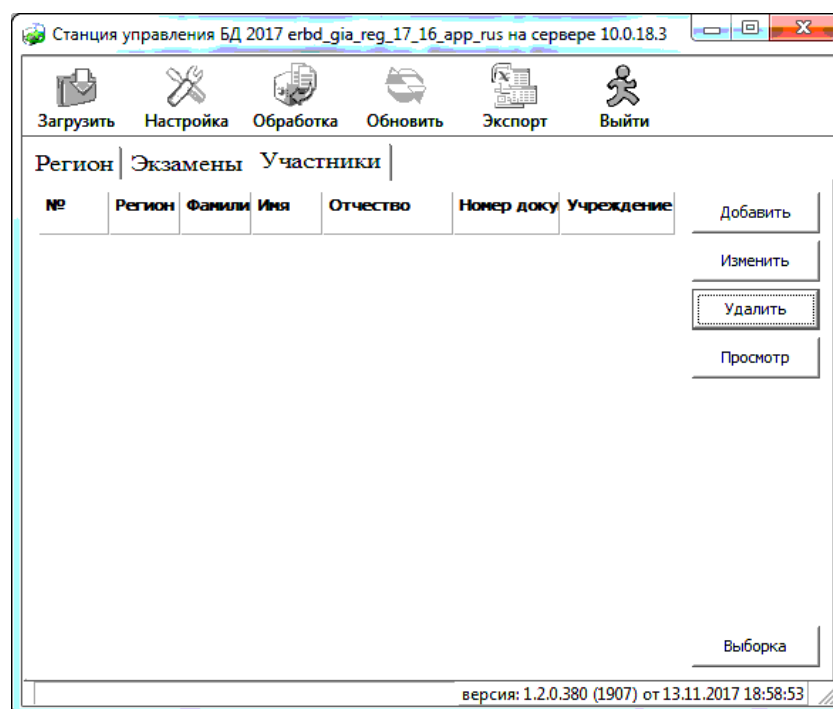 Станция управления БД 2017 erbd_gia_reg_17_16_app_rus на сервере 10.0.18.3
Загрузить Настройка Обработка Обновить Экспорт Выйти
Регион Экзамены Участники
№ Регион Фамили Имя Отчество Номер доку Учреждение
Добавить
Изменить
Удалить
Просмотр
Выборка
версия: 1.2.0.380 (1907) от 13.11.2017 18:58:53